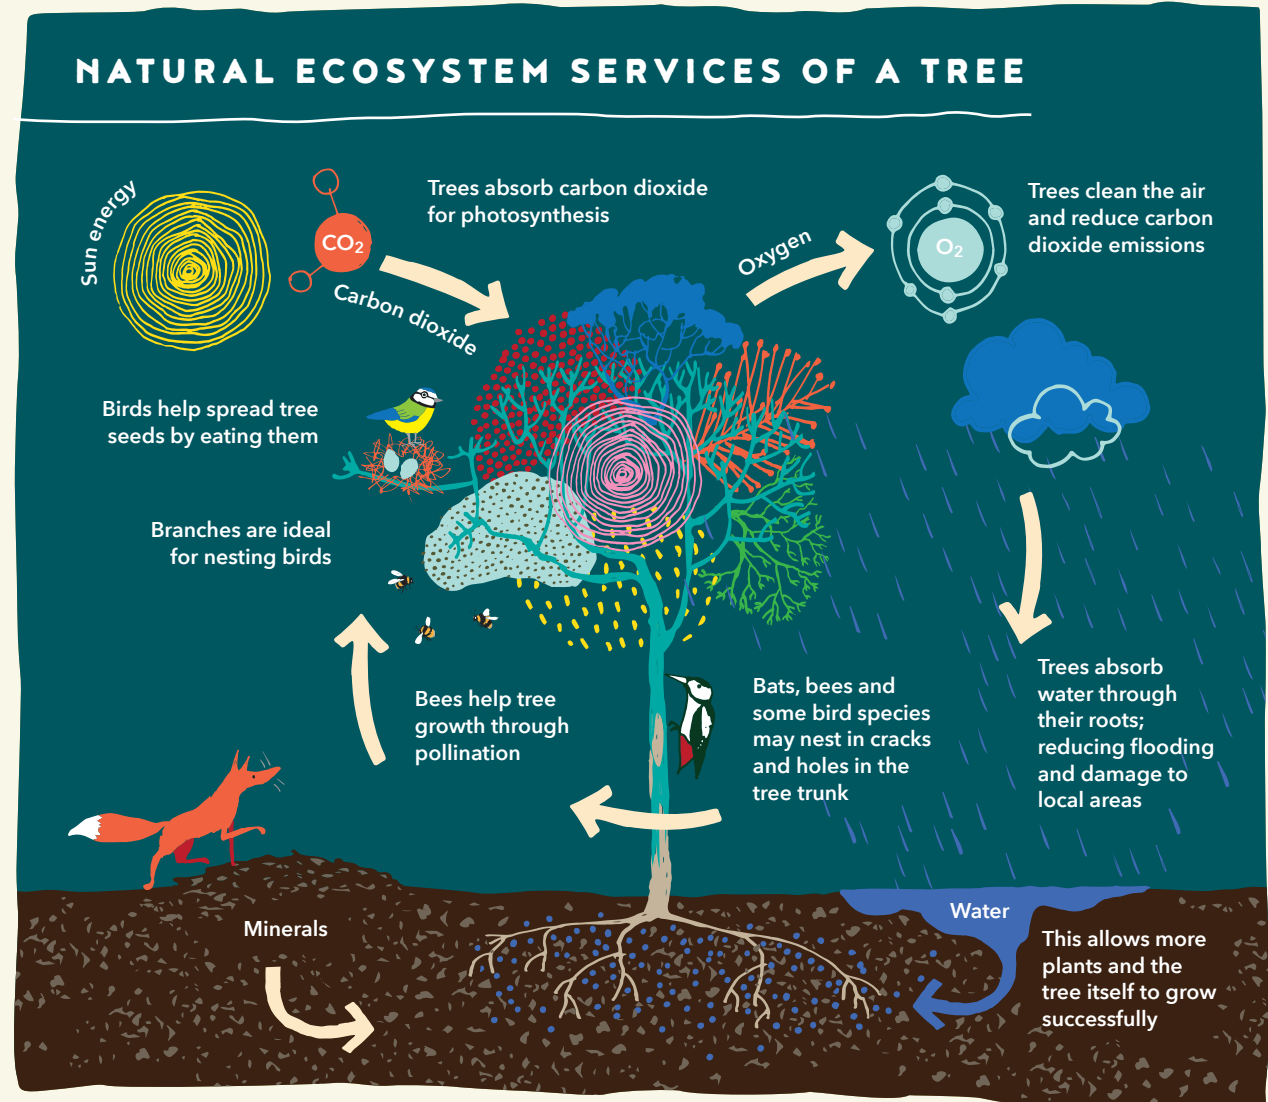 NATURAL ECOSYSTEM SERVICES OF A TREE
Sun energy
CO₂
Carbon dioxide
Trees absorb carbon dioxide
for photosynthesis
Oxygen
O₂
Trees clean the air
and reduce carbon
dioxide emissions
Birds help spread tree
seeds by eating them
Branches are ideal
for nesting birds
Bees help tree
growth through
pollination
Bats, bees and
some bird species
may nest in cracks
and holes in the
tree trunk
Trees absorb
water through
their roots;
reducing flooding
and damage to
local areas
Minerals
Water
This allows more
plants and the
tree itself to grow
successfully